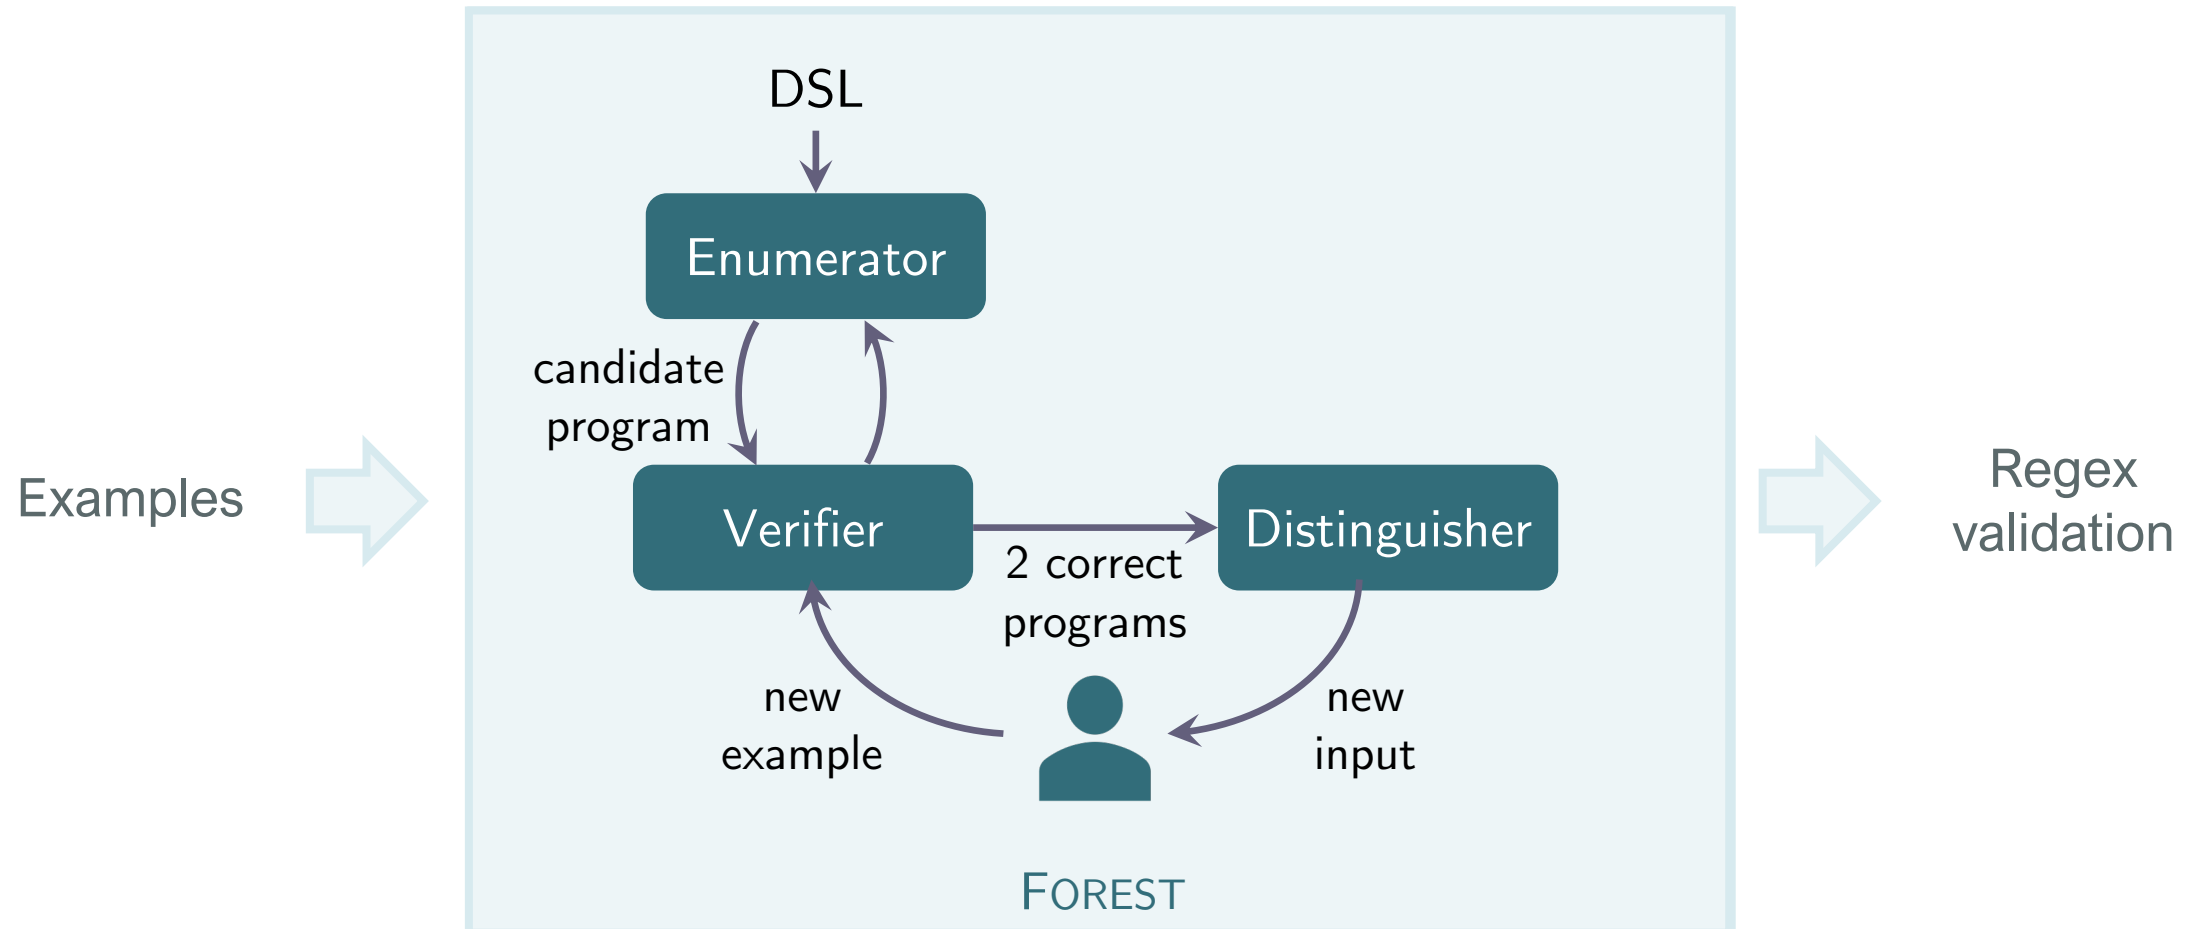 DSL
Enumerator
candidate
program
Examples
Verifier
Distinguisher
2 correct
programs
new
example
new
input
FOREST
Regex
validation